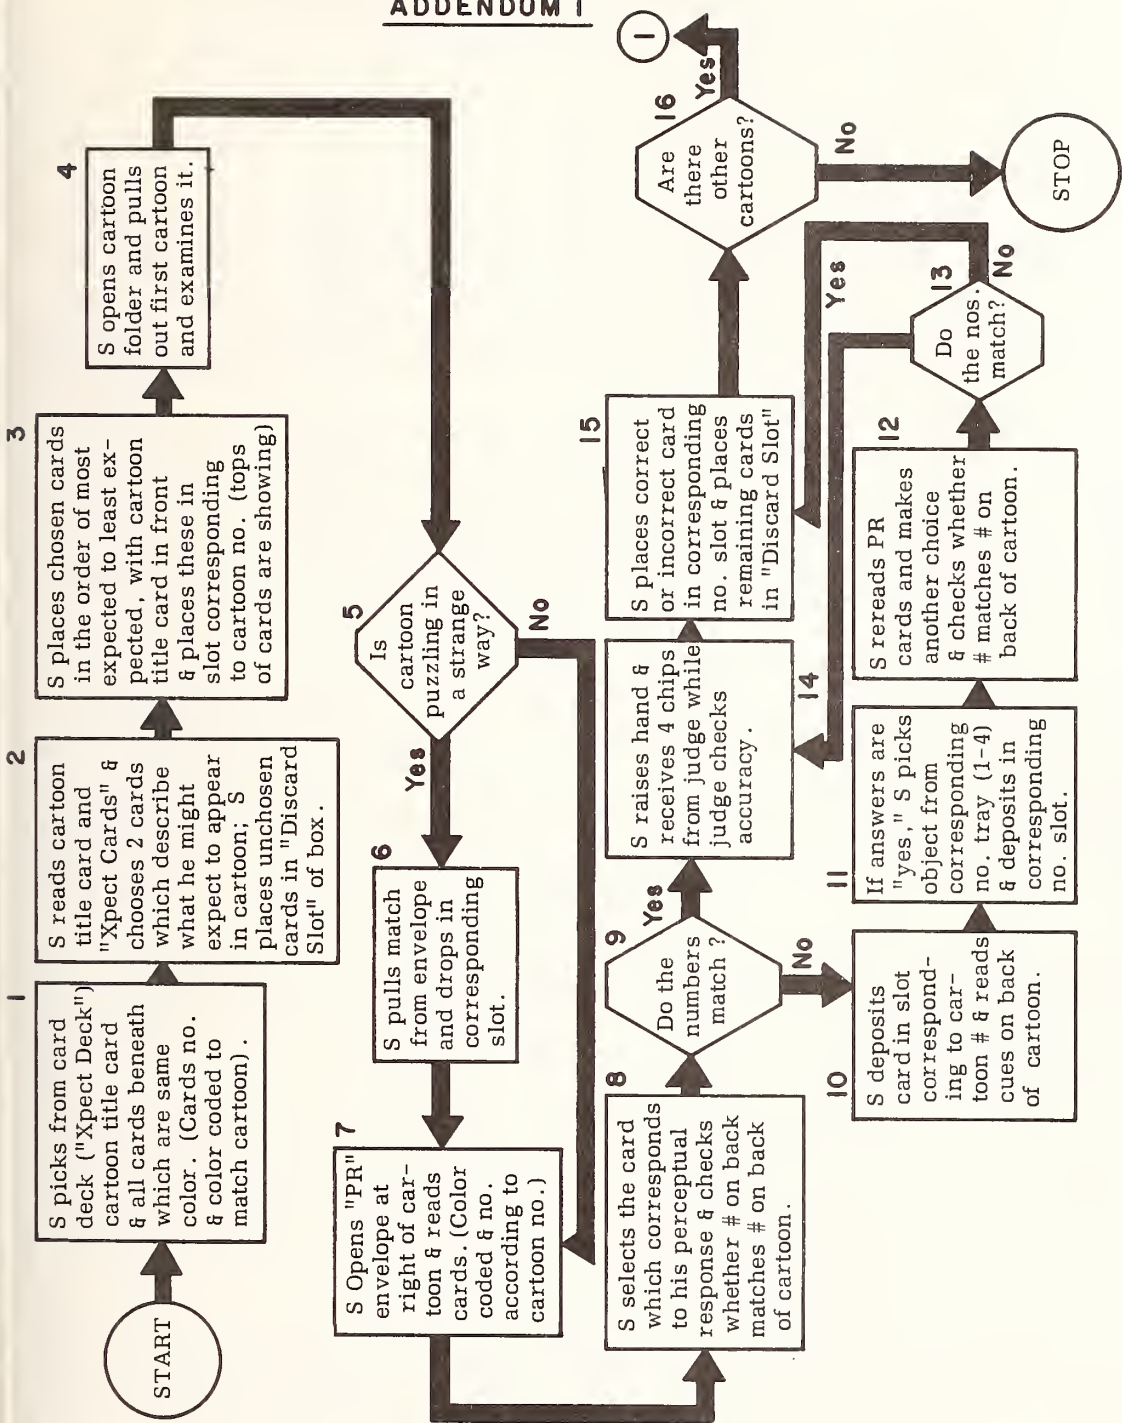 ADDENDUM I
START
1
S picks from card
deck ("Xpect Deck")
cartoon title card
& all cards beneath
which are same
color. (Cards no.
& color coded to
match cartoon).
2
S reads cartoon
title card and
"Xpect Cards" &
chooses 2 cards
which describe
what he might
expect to appear
in cartoon; S
places unchosen
cards in "Discard
Slot" of box.
3
S places chosen cards
in the order of most
expected to least ex-
pected, with cartoon
title card in front
& places these in
slot corresponding
to cartoon no. (tops
of cards are showing)
4
S opens cartoon
folder and pulls
out first cartoon
and examines it.
5
Is
cartoon
puzzling in
a strange
way?
Yes
No
6
S pulls match
from envelope
and drops in
corresponding
slot.
7
S Opens "PR"
envelope at
right of car-
toon & reads
cards. (Color
coded & no.
according to
cartoon no.)
8
S selects the card
which corresponds
to his perceptual
response & checks
whether # on back
matches # on back
of cartoon.
9
Do the
numbers
match?
Yes
No
10
S deposits
card in slot
correspond-
ing to car-
toon # & reads
cues on back
of cartoon.
11
If answers are
"yes," S picks
object from
corresponding
no. tray (1-4)
& deposits in
corresponding
no. slot.
12
S rereads PR
cards and makes
another choice
& checks whether
# matches # on
back of cartoon.
13
Do
the nos.
match?
Yes
No
14
S raises hand &
receives 4 chips
from judge while
judge checks
accuracy.
15
S places correct
or incorrect card
in corresponding
no. slot & places
remaining cards
in "Discard Slot"
16
Are
there
other
cartoons?
Yes
1
No
STOP